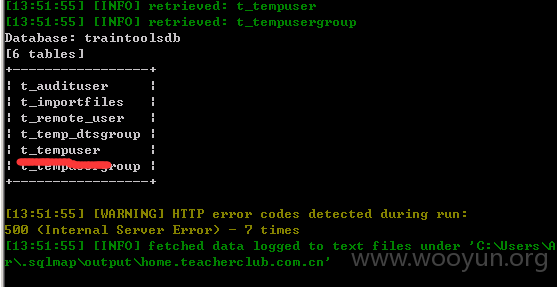 [13:51:55] [INFO] retrieved: t_tempuser
[13:51:55] [INFO] retrieved: t_tempusergroup
Database: traintoolsdb
[6 tables]
+-----------------+
¦ t_audituser     ¦
¦ t_importfiles   ¦
¦ t_remote_user   ¦
¦ t_temp_dtsgroup ¦
¦ t_tempuser      ¦
¦ t_tempusergroup ¦
+-----------------+
[13:51:55] [WARNING] HTTP error codes detected during run:
500 (Internal Server Error) - 7 times
[13:51:55] [INFO] fetched data logged to text files under 'C:\Users\A
r\.sqlmap\output\home.teacherclub.com.cn'
www.wooyun.org